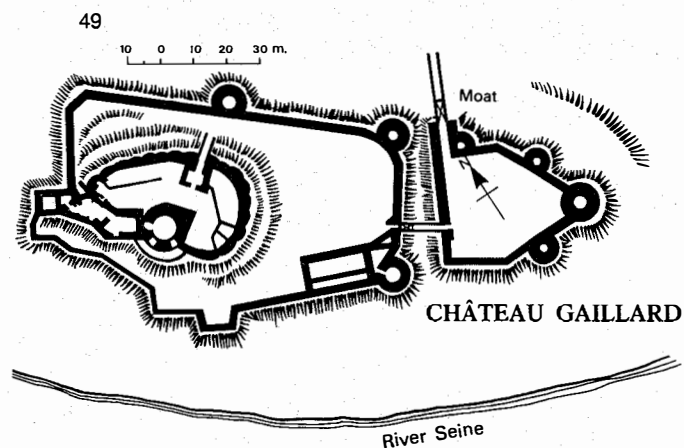 49
10 0 10 20 30 m.
Moat
N
CHÂTEAU GAILLARD
River Seine